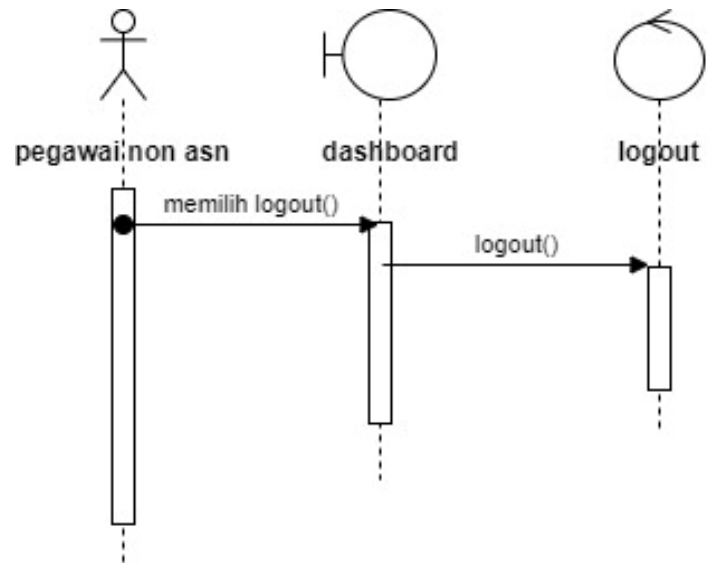 pegawai non asn
dashboard
logout
memilih logout()
logout()